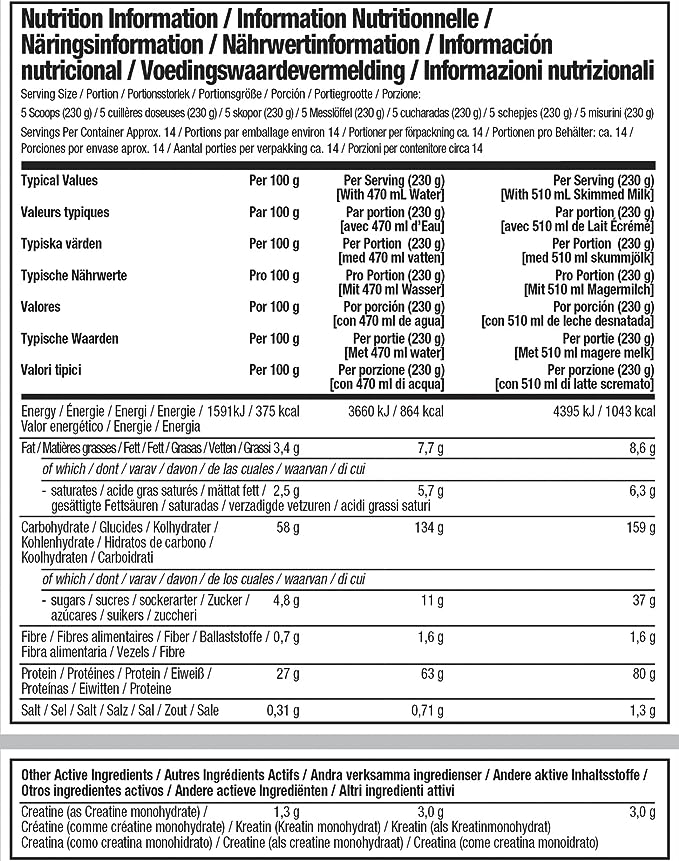 Nutrition Information / Information Nutritionnelle /
Näringsinformation / Nährwertinformation / Información
nutricional / Voedingswaardevermelding / Informazioni nutrizionali
Serving Size / Portion / Portionsstorlek / Portionsgröße / Porción / Portiegrootte / Porzione:
5 Scoops (230 g) / 5 cuillères doseuses (230 g) / 5 skopor (230 g) / 5 Messlöffel (230 g) / 5 cucharadas (230 g) / 5 schepjes (230 g) / 5 misurini (230 g)
Servings Per Container Approx. 14 / Portions par emballage environ 14 / Portioner per förpackning ca. 14 / Portionen pro Behälter: ca. 14 /
Porciones por envase aprox. 14 / Aantal porties per verpakking ca. 14 / Porzioni per contenitore circa 14
Typical Values Per 100 g Per Serving (230 g) Per Serving (230 g)
[With 470 mL Water] [With 510 mL Skimmed Milk]
Valeurs typiques Par 100 g Par portion (230 g) Par portion (230 g)
[avec 470 ml d'Eau] [avec 510 ml de Lait Écrémé]
Typiska värden Per 100 g Per Portion (230 g) Per Portion (230 g)
[med 470 ml vatten] [med 510 ml skummjölk]
Typische Nährwerte Pro 100 g Pro Portion (230 g) Pro Portion (230 g)
[Mit 470 ml Wasser] [Mit 510 ml Magermilch]
Valores Por 100 g Por porción (230 g) Por porción (230 g)
[con 470 ml de agua] [con 510 ml de leche desnatada]
Typische Waarden Per 100 g Per portie (230 g) Per portie (230 g)
[Met 470 ml water] [Met 510 ml magere melk]
Valori tipici Per 100 g Per porzione (230 g) Per porzione (230 g)
[con 470 ml di acqua] [con 510 ml di latte scremato]
Energy / Énergie / Energi / Energie / 1591kJ / 375 kcal 3660 kJ / 864 kcal 4395 kJ / 1043 kcal
Valor energético / Energie / Energia
Fat / Matières grasses / Fett / Fett / Grasas / Vetten / Grassi 3,4 g 7,7 g 8,6 g
of which / dont / varav / davon / de las cuales / waarvan / di cui
- saturates / acide gras saturés / mättat fett / 2,5 g 5,7 g 6,3 g
gesättigte Fettsäuren / saturadas / verzadigde vetzuren / acidi grassi saturi
Carbohydrate / Glucides / Kolhydrater / 58 g 134 g 159 g
Kohlenhydrate / Hidratos de carbono /
Koolhydraten / Carboidrati
of which / dont / varav / davon / de los cuales / waarvan / di cui
- sugars / sucres / sockerarter / Zucker / 4,8 g 11 g 37 g
azúcares / suikers / zuccheri
Fibre / Fibres alimentaires / Fiber / Ballaststoffe / 0,7 g 1,6 g 1,6 g
Fibra alimentaria / Vezels / Fibre
Protein / Protéines / Protein / Eiweiß / 27 g 63 g 80 g
Proteínas / Eiwitten / Proteine
Salt / Sel / Salt / Salz / Sal / Zout / Sale 0,31 g 0,71 g 1,3 g
Other Active Ingredients / Autres Ingrédients Actifs / Andra verksamma ingredienser / Andere aktive Inhaltsstoffe /
Otros ingredientes activos / Andere actieve Ingrediënten / Altri ingredienti attivi
Creatine (as Creatine monohydrate) / 1,3 g 3,0 g 3,0 g
Créatine (comme créatine monohydrate) / Kreatin (Kreatin monohydrat) / Kreatin (als Kreatinmonohydrat)
Creatina (como creatina monohidrato) / Creatine (als creatine monohydraat) / Creatina (come creatina monoidrato)